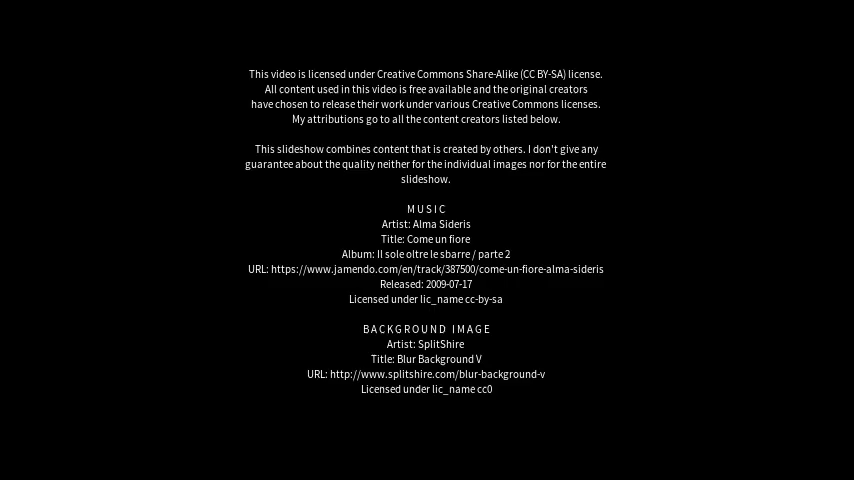 This video is licensed under Creative Commons Share-Alike (CC BY-SA) license.
All content used in this video is free available and the original creators
have chosen to release their work under various Creative Commons licenses.
My attributions go to all the content creators listed below.
This slideshow combines content that is created by others. I don't give any
guarantee about the quality neither for the individual images nor for the entire
slideshow.
MUSIC
Artist: Alma Sideris
Title: Come un fiore
Album: Il sole oltre le sbarre / parte 2
URL: https://www.jamendo.com/en/track/387500/come-un-fiore-alma-sideris
Released: 2009-07-17
Licensed under lic_name cc-by-sa
BACKGROUND IMAGE
Artist: SplitShire
Title: Blur Background V
URL: http://www.splitshire.com/blur-background-v
Licensed under lic_name cc0